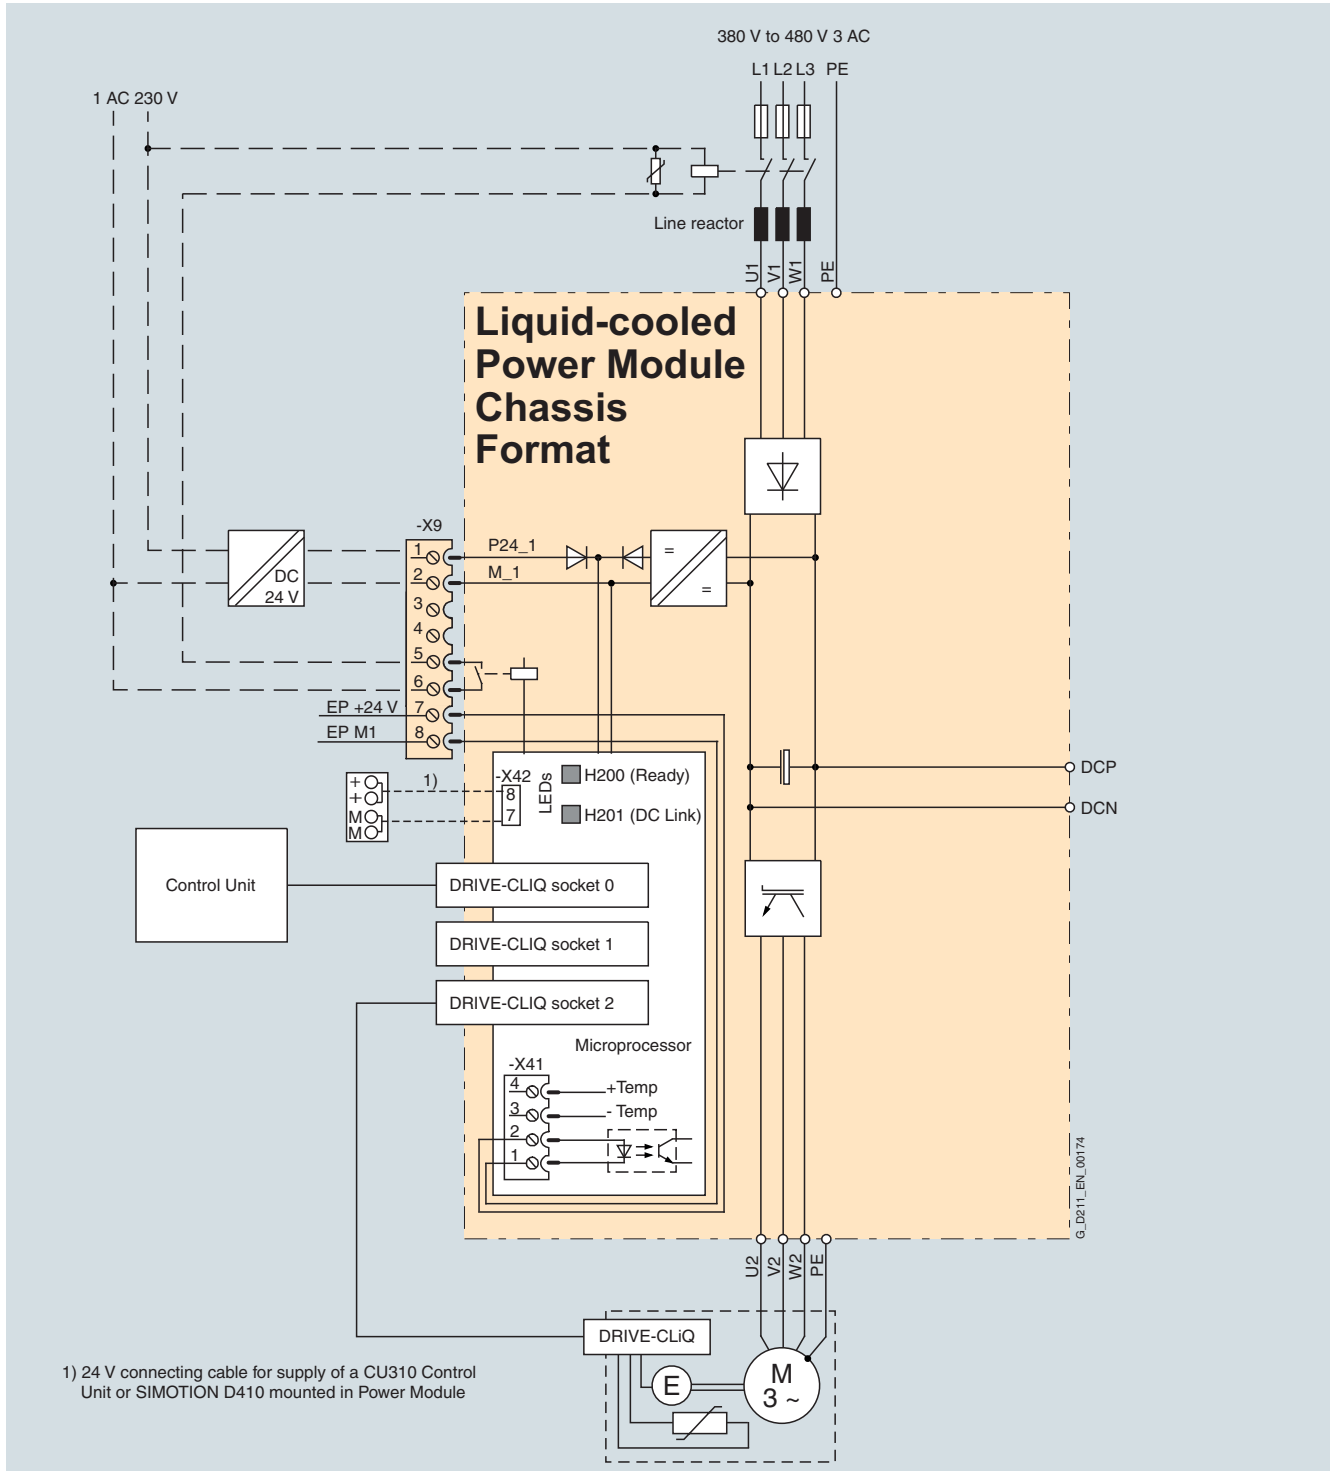 380 V to 480 V 3 AC
L1 L2 L3 PE
1 AC 230 V
Line reactor
U1
V1
W1
PE
Liquid-cooled
Power Module
Chassis
Format
-X9
1
2
3
4
5
6
7
8
P24_1
M_1
=
=
DC
24 V
EP +24 V
EP M1
+
+
M
M
1)
-X42
8
7
LEDs
H200 (Ready)
H201 (DC Link)
DCP
DCN
Control Unit
DRIVE-CLIQ socket 0
DRIVE-CLIQ socket 1
DRIVE-CLIQ socket 2
Microprocessor
-X41
4
3
2
1
+Temp
- Temp
G_D211_EN_00174
U2
V2
W2
PE
DRIVE-CLiQ
E
M
3 ~
1) 24 V connecting cable for supply of a CU310 Control
Unit or SIMOTION D410 mounted in Power Module